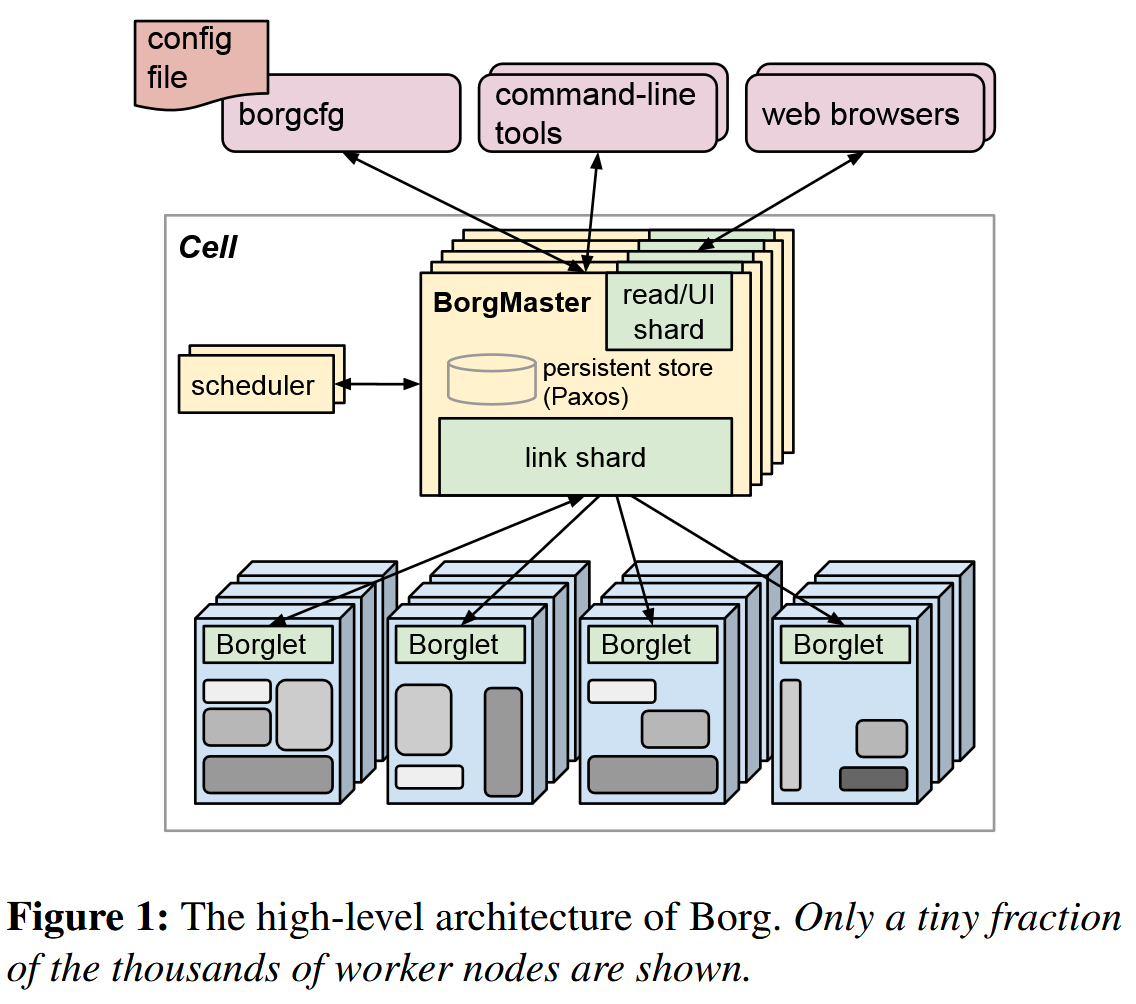 config
file
borgcfg
command-line
tools
web browsers
Cell
BorgMaster
read/UI
shard
persistent store
(Paxos)
scheduler
link shard
Borglet
Borglet
Borglet
Borglet
Figure 1: The high-level architecture of Borg. Only a tiny fraction
of the thousands of worker nodes are shown.